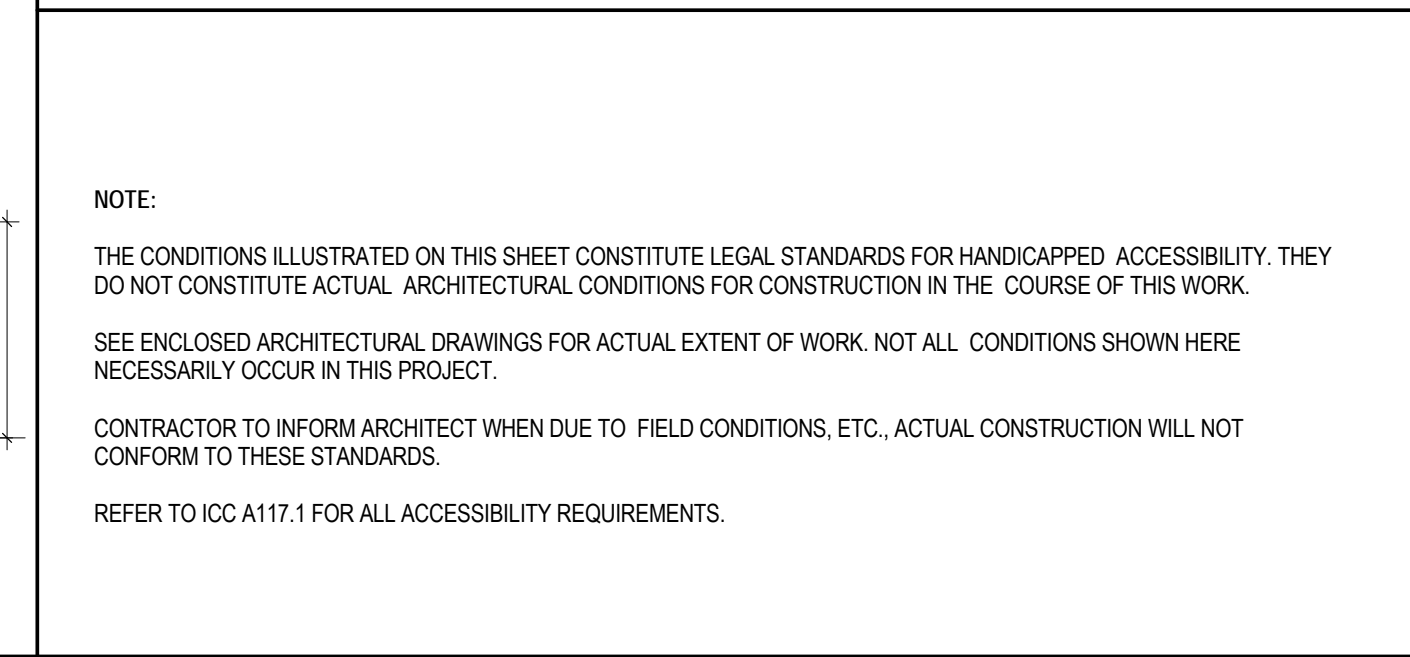 NOTE:
THE CONDITIONS ILLUSTRATED ON THIS SHEET CONSTITUTE LEGAL STANDARDS FOR HANDICAPPED ACCESSIBILITY. THEY
DO NOT CONSTITUTE ACTUAL ARCHITECTURAL CONDITIONS FOR CONSTRUCTION IN THE COURSE OF THIS WORK.
SEE ENCLOSED ARCHITECTURAL DRAWINGS FOR ACTUAL EXTENT OF WORK. NOT ALL CONDITIONS SHOWN HERE
NECESSARILY OCCUR IN THIS PROJECT.
CONTRACTOR TO INFORM ARCHITECT WHEN DUE TO FIELD CONDITIONS, ETC., ACTUAL CONSTRUCTION WILL NOT
CONFORM TO THESE STANDARDS.
REFER TO ICC A117.1 FOR ALL ACCESSIBILITY REQUIREMENTS.